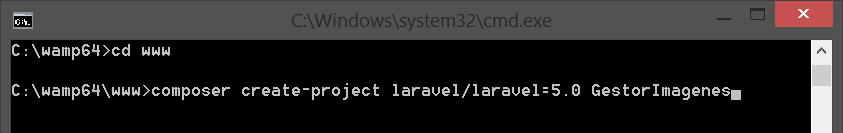 C:\Windows\system32\cmd.exe
C:\wamp64>cd www
C:\wamp64\www>composer create-project laravel/laravel=5.0 GestorImagenes